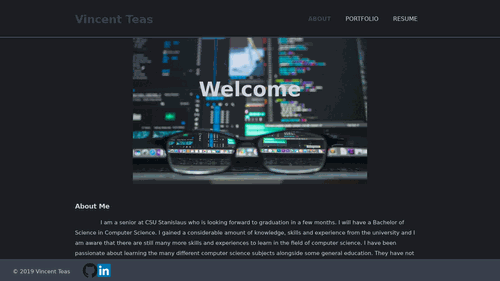 Vincent Teas
ABOUT PORTFOLIO RESUME
Welcome
About Me
I am a senior at CSU Stanislaus who is looking forward to graduation in a few months. I will have a Bachelor of
Science in Computer Science. I gained a considerable amount of knowledge, skills and experience from the university and I
am aware that there are still many more skills and experiences to learn in the field of computer science. I have been
passionate about learning the many different computer science subjects alongside some general education. They have not
© 2019 Vincent Teas in